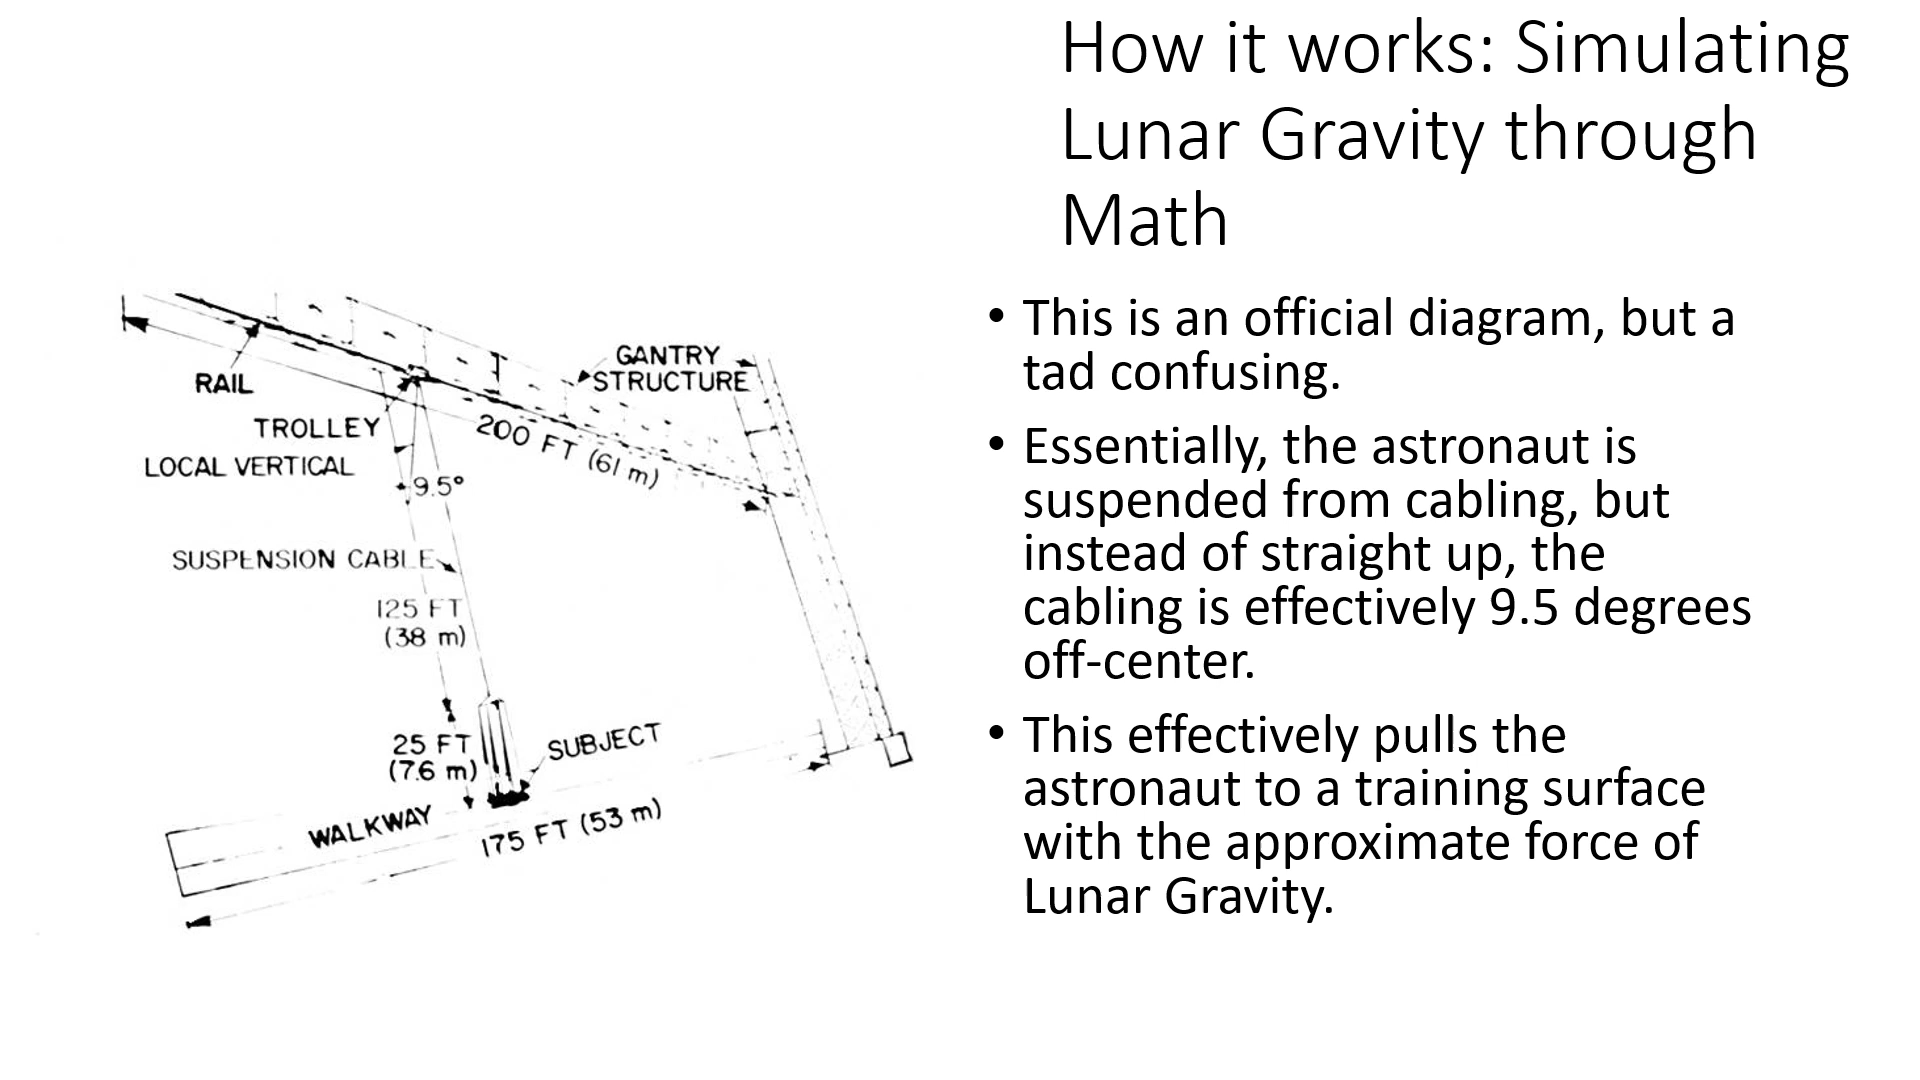 How it works: Simulating
Lunar Gravity through
Math
• This is an official diagram, but a
tad confusing.
• Essentially, the astronaut is
suspended from cabling, but
instead of straight up, the
cabling is effectively 9.5 degrees
off-center.
• This effectively pulls the
astronaut to a training surface
with the approximate force of
Lunar Gravity.
GANTRY
STRUCTURE
RAIL
TROLLEY
200 FT (61 m)
LOCAL VERTICAL
9.5°
SUSPENSION CABLE
125 FT
(38 m)
25 FT
(7.6 m)
SUBJECT
WALKWAY
175 FT (53 m)